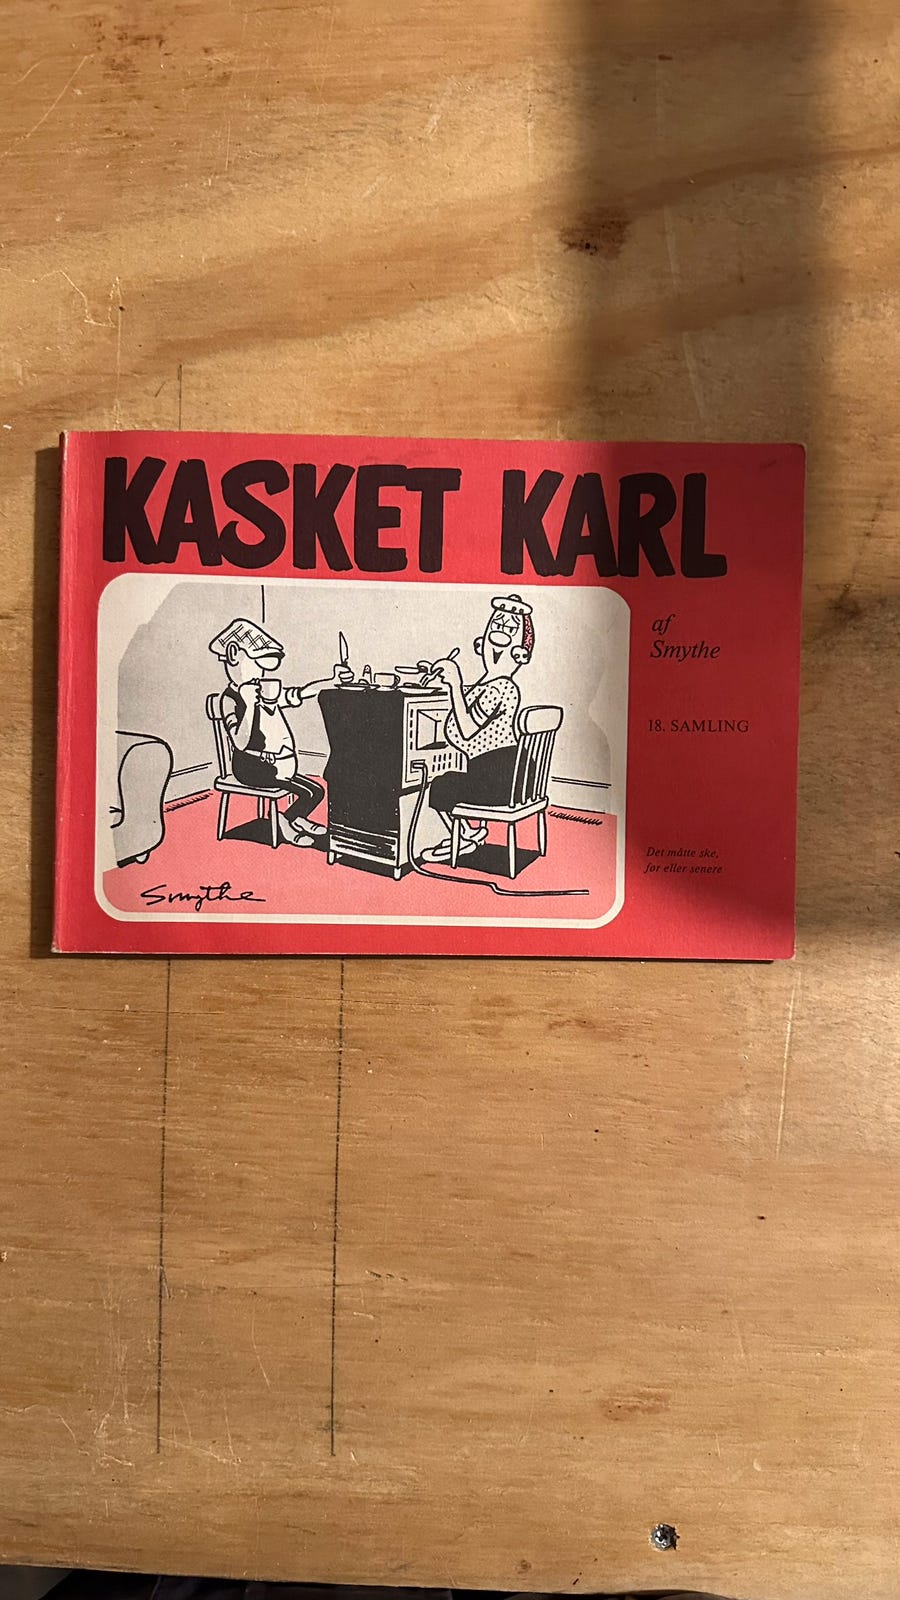 KASKET KARL
af
Smythe
18. SAMLING
Det måtte ske,
før eller senere
Smythe